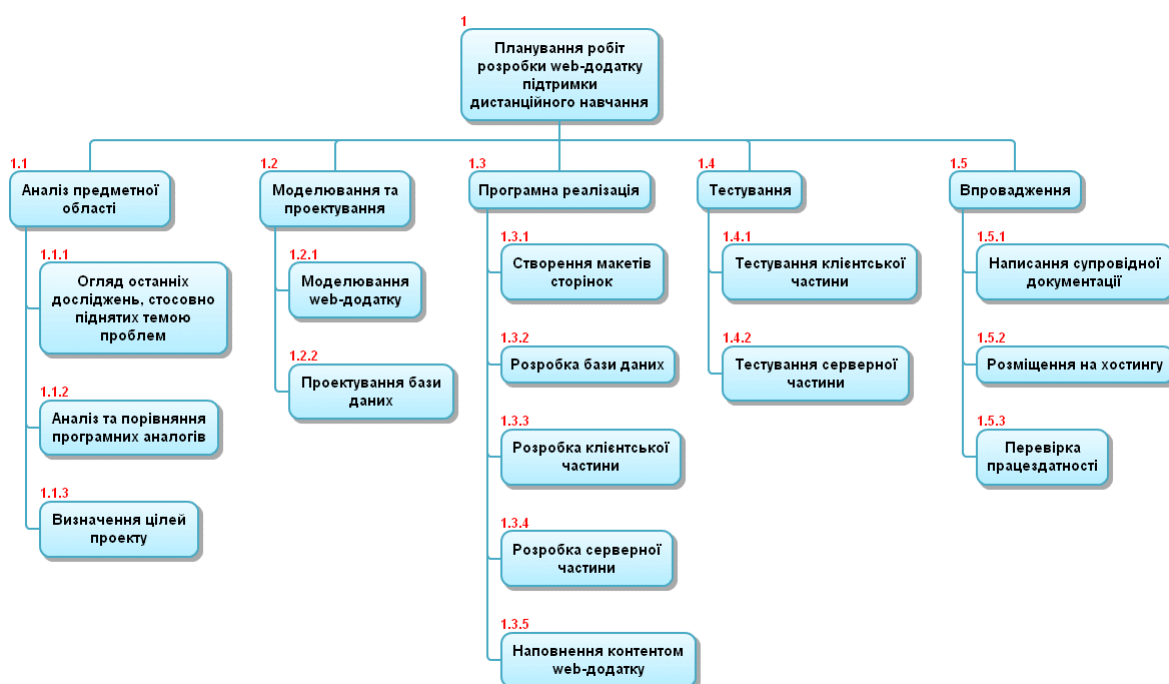 1
Планування робіт
розробки web-додатку
підтримки
дистанційного навчання
1.1
Аналіз предметної
області
1.1.1
Огляд останніх
досліджень, стосовно
піднятих темою
проблем
1.1.2
Аналіз та порівняння
програмних аналогів
1.1.3
Визначення цілей
проекту
1.2
Моделювання та
проектування
1.2.1
Моделювання
web-додатку
1.2.2
Проектування бази
даних
1.3
Програмна реалізація
1.3.1
Створення макетів
сторінок
1.3.2
Розробка бази даних
1.3.3
Розробка клієнтської
частини
1.3.4
Розробка серверної
частини
1.3.5
Наповнення контентом
web-додатку
1.4
Тестування
1.4.1
Тестування клієнтської
частини
1.4.2
Тестування серверної
частини
1.5
Впровадження
1.5.1
Написання супровідної
документації
1.5.2
Розміщення на хостингу
1.5.3
Перевірка
працездатності